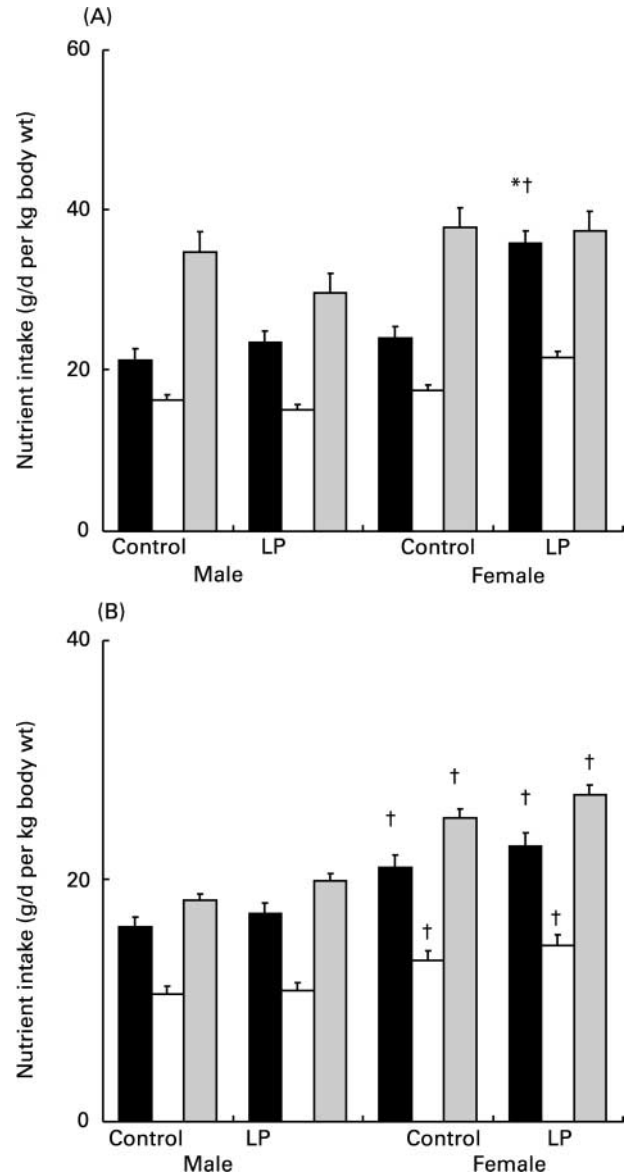 (A)
60
40
20
0
Nutrient intake (g/d per kg body wt)
*†
Control LP Control LP
Male Female
(B)
40
20
0
Nutrient intake (g/d per kg body wt)
† † † †
† †
Control LP Control LP
Male Female